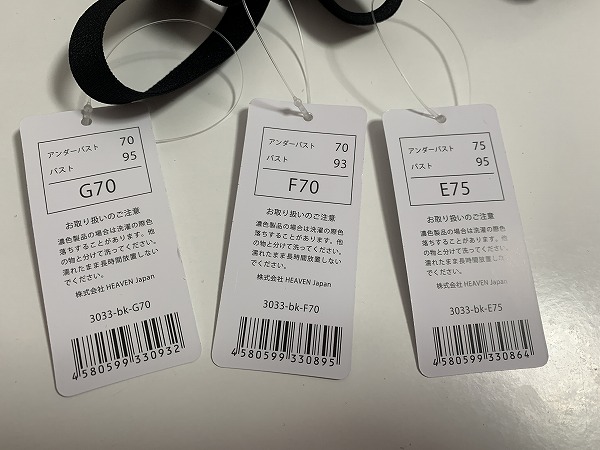 アンダーバスト 70
バスト 95
G70
お取り扱いのご注意
濃色製品の場合は洗濯の際色
落ちすることがあります。他
の物と分けて洗ってください。
濡れたまま長時間放置しない
でください。
株式会社 HEAVEN Japan
3033-bk-G70
4 580599 330932
アンダーバスト 70
バスト 93
F70
お取り扱いのご注意
濃色製品の場合は洗濯の際色
落ちすることがあります。他
の物と分けて洗ってください。
濡れたまま長時間放置しない
でください。
株式会社 HEAVEN Japan
3033-bk-F70
4 580599 330895
アンダーバスト 75
バスト 95
E75
お取り扱いのご注意
濃色製品の場合は洗濯の際色
落ちすることがあります。他
の物と分けて洗ってください。
濡れたまま長時間放置しない
でください。
株式会社 HEAVEN Japan
3033-bk-E75
4 580599 330864